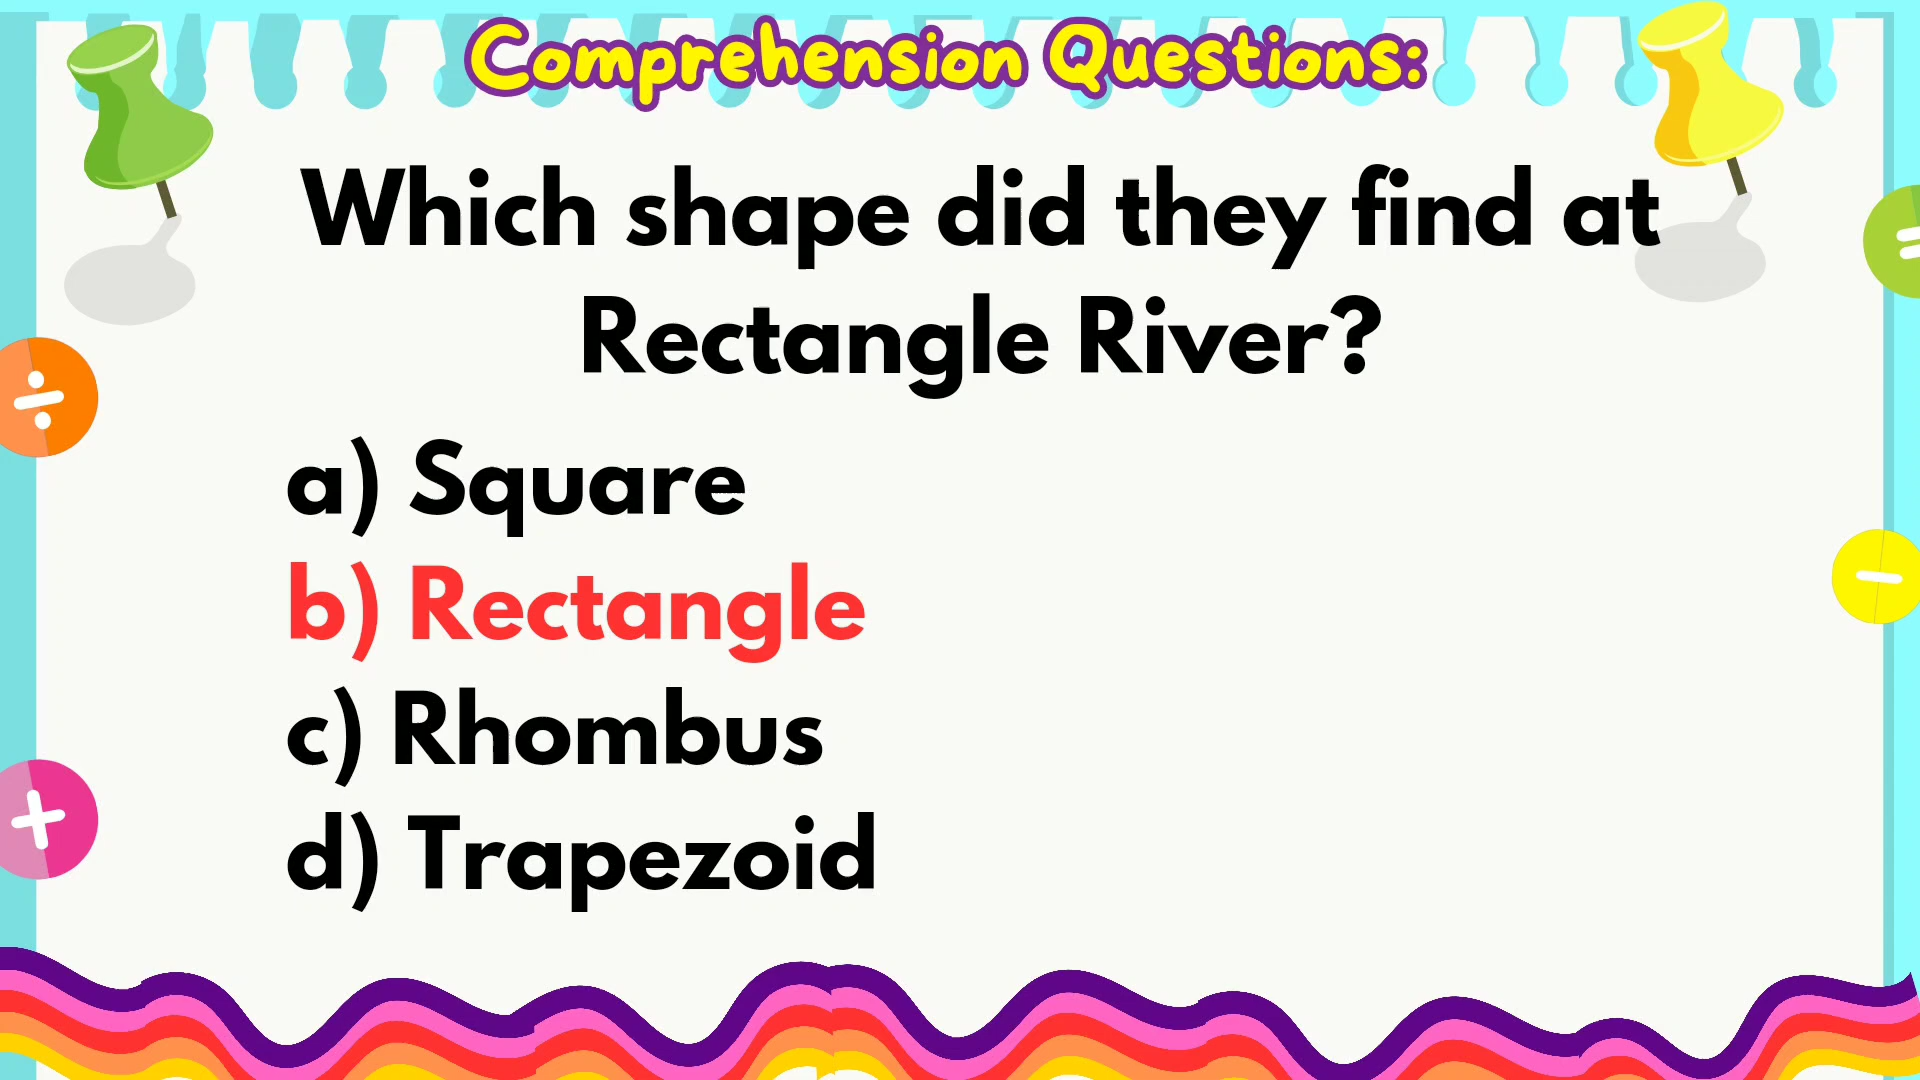 Comprehension Questions:
Which shape did they find at
Rectangle River?
a) Square
b) Rectangle
c) Rhombus
d) Trapezoid